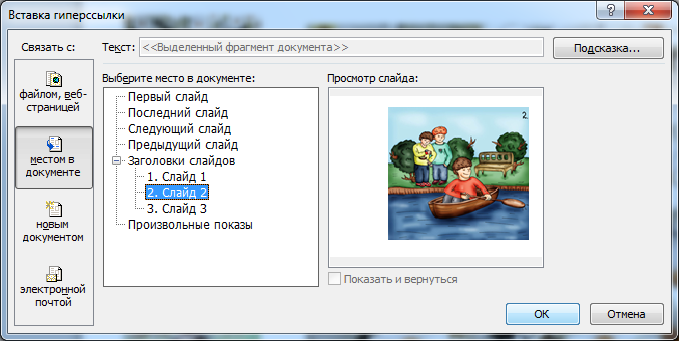 Вставка гиперссылки
Связать с:
Текст: <<Выделенный фрагмент документа>>
Подсказка...
файлом, веб-
страницей
местом в
документе
новым
документом
электронной
почтой
Выберите место в документе:
Первый слайд
Последний слайд
Следующий слайд
Предыдущий слайд
Заголовки слайдов
1. Слайд 1
2. Слайд 2
3. Слайд 3
Произвольные показы
Просмотр слайда:
2
Показать и вернуться
ОК
Отмена